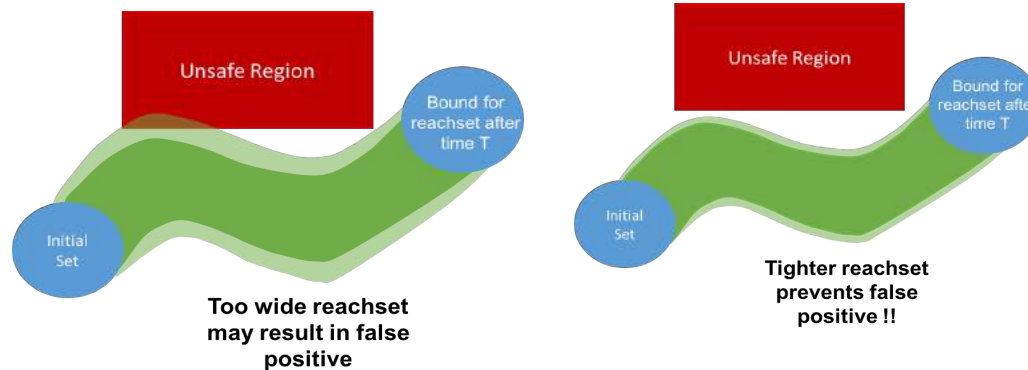 Unsafe Region
Bound for
reachset after
time T
Initial
Set
Too wide reachset
may result in false
positive
Unsafe Region
Bound for
reachset after
time T
Initial
Set
Tighter reachset
prevents false
positive !!